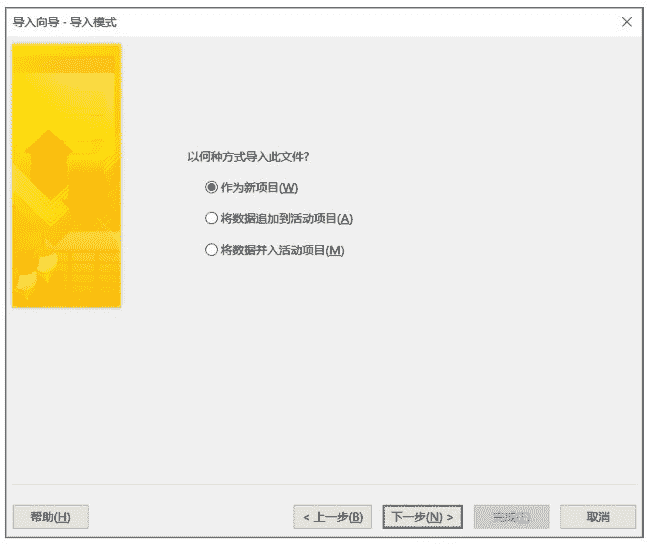 导入向导 - 导入模式
以何种方式导入此文件?
作为新项目(W)
将数据追加到活动项目(A)
将数据并入活动项目(M)
帮助(H)
< 上一步(B)
下一步(N) >
完成(F)
取消